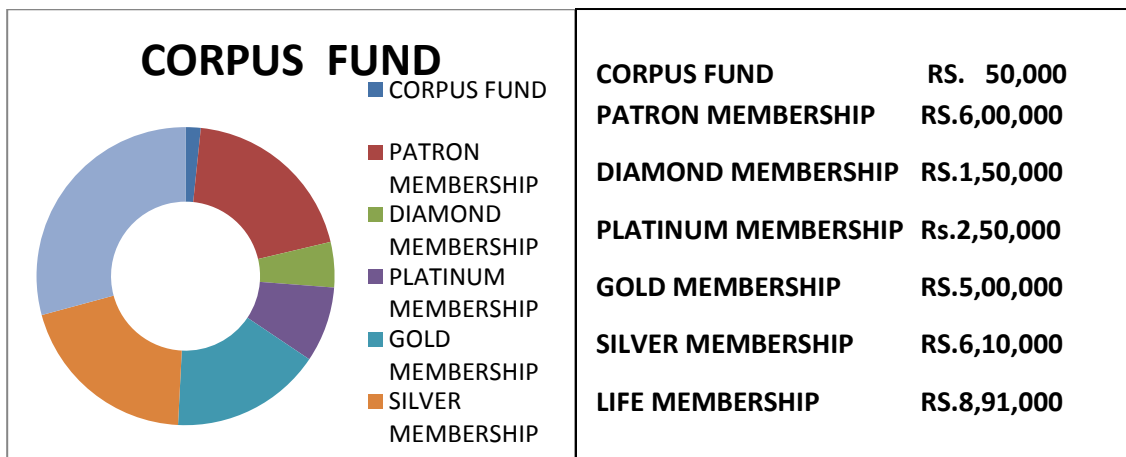 CORPUS FUND
CORPUS FUND
PATRON
MEMBERSHIP
DIAMOND
MEMBERSHIP
PLATINUM
MEMBERSHIP
GOLD
MEMBERSHIP
SILVER
MEMBERSHIP
CORPUS FUND RS. 50,000
PATRON MEMBERSHIP RS.6,00,000
DIAMOND MEMBERSHIP RS.1,50,000
PLATINUM MEMBERSHIP Rs.2,50,000
GOLD MEMBERSHIP RS.5,00,000
SILVER MEMBERSHIP RS.6,10,000
LIFE MEMBERSHIP RS.8,91,000